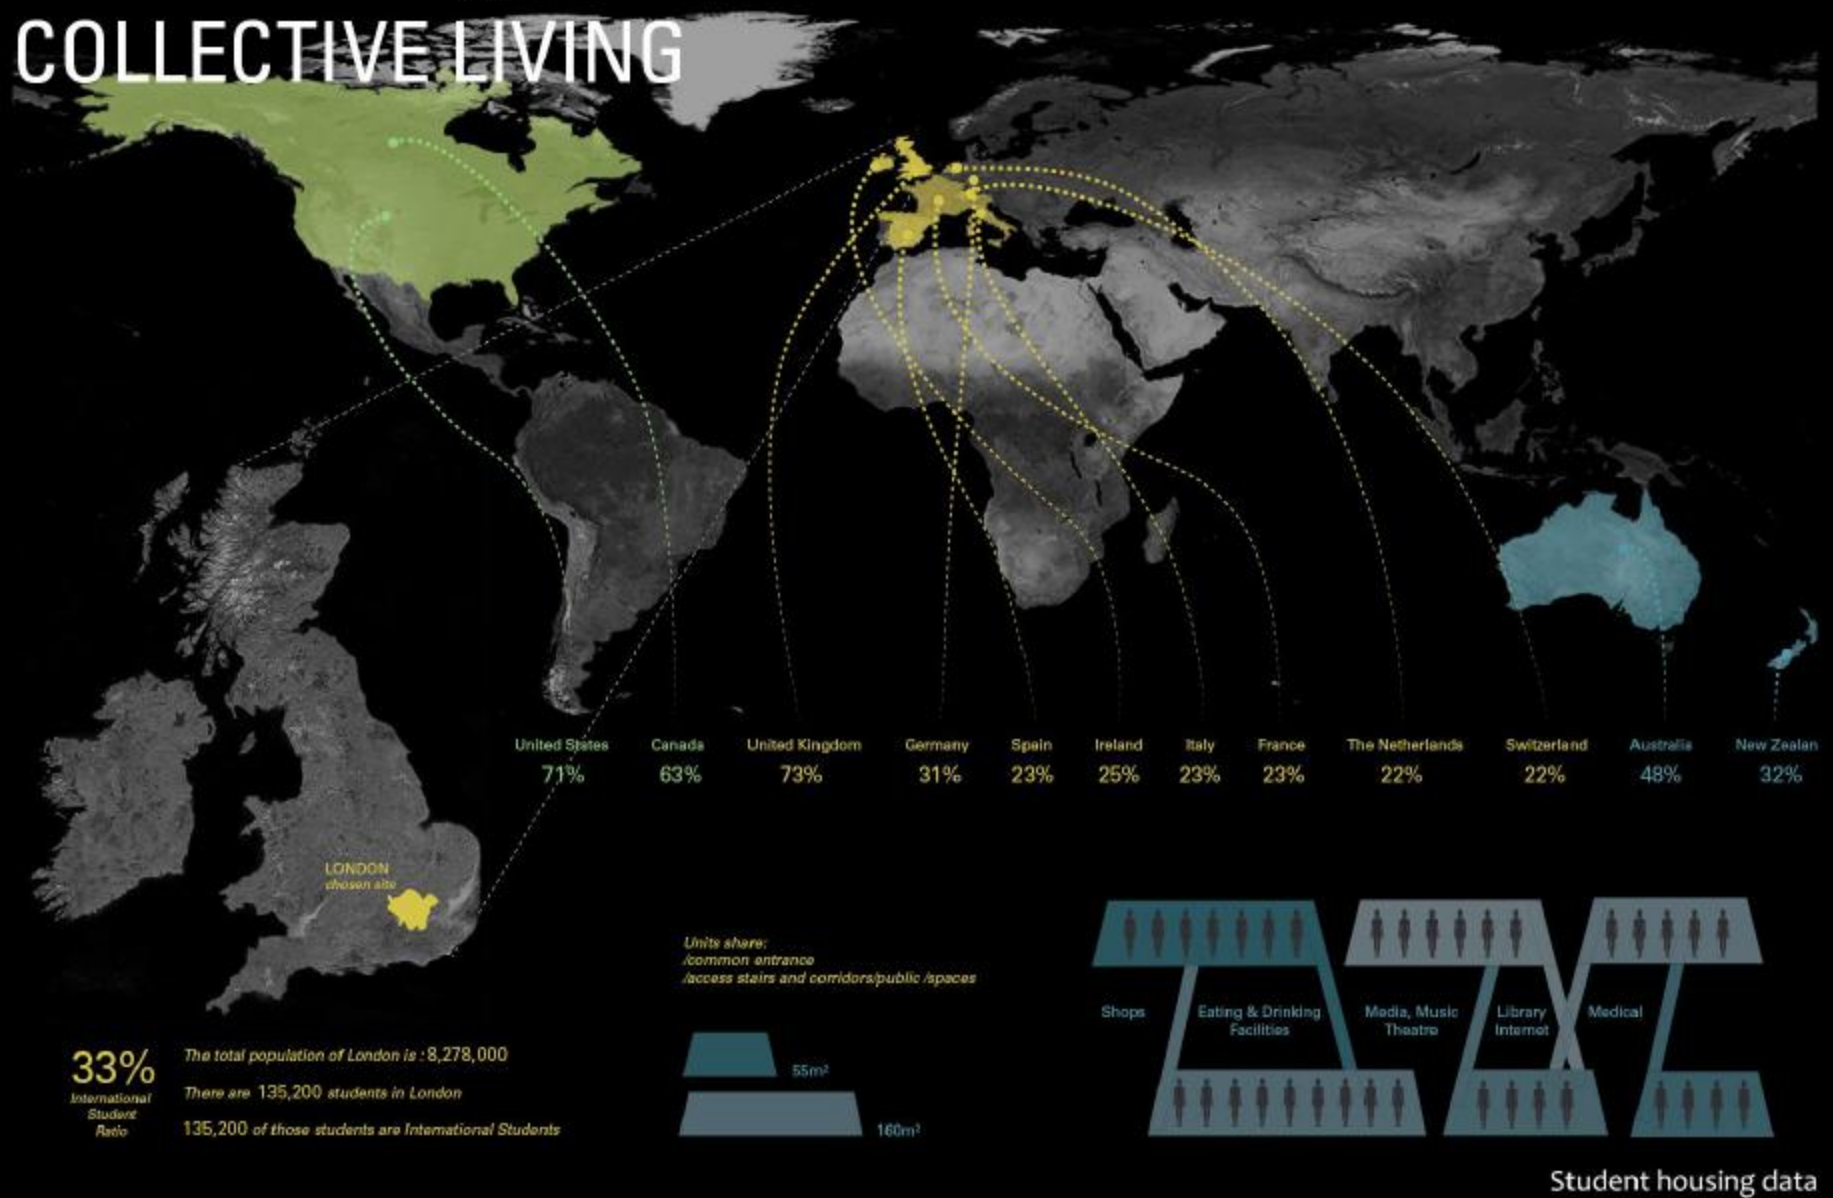 COLLECTIVE LIVING
United States
71%
Canada
63%
United Kingdom
73%
Germany
31%
Spain
23%
Ireland
25%
Italy
23%
France
23%
The Netherlands
22%
Switzerland
22%
Australia
48%
New Zealan
32%
LONDON
chosen site
Units share:
/common entrance
/access stairs and corridors/public /spaces
55m²
160m²
Shops
Eating & Drinking
Facilities
Media, Music
Theatre
Library
Internet
Medical
33%
International
Student
Ratio
The total population of London is : 8,278,000
There are 135,200 students in London
135,200 of those students are International Students
Student housing data